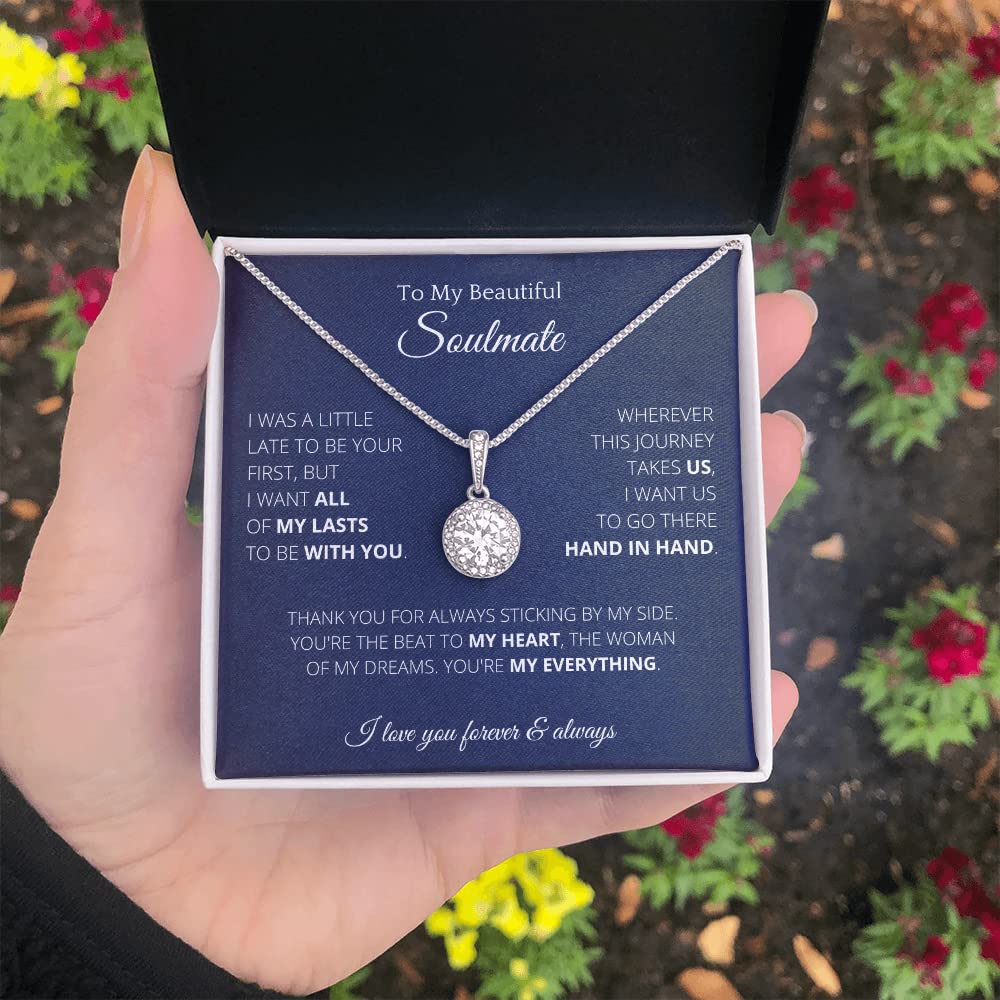 To My Beautiful
Soulmate
I WAS A LITTLE
LATE TO BE YOUR
FIRST, BUT
I WANT ALL
OF MY LASTS
TO BE WITH YOU.
WHEREVER
THIS JOURNEY
TAKES US,
I WANT US
TO GO THERE
HAND IN HAND.
THANK YOU FOR ALWAYS STICKING BY MY SIDE.
YOU'RE THE BEAT TO MY HEART, THE WOMAN
OF MY DREAMS. YOU'RE MY EVERYTHING.
I love you forever & always